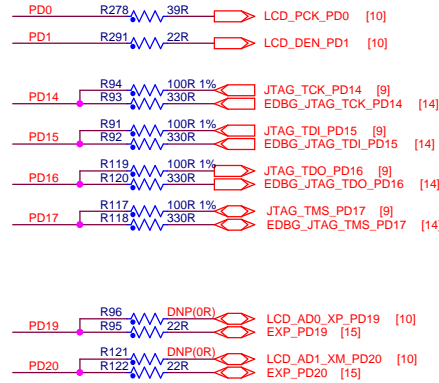 PD0 R278 39R LCD_PCK_PD0 [10]
PD1 R291 22R LCD_DEN_PD1 [10]
R94 100R 1% JTAG_TCK_PD14 [9]
PD14 R93 330R EDBG_JTAG_TCK_PD14 [14]
R91 100R 1% JTAG_TDI_PD15 [9]
PD15 R92 330R EDBG_JTAG_TDI_PD15 [14]
R119 100R 1% JTAG_TDO_PD16 [9]
PD16 R120 330R EDBG_JTAG_TDO_PD16 [14]
R117 100R 1% JTAG_TMS_PD17 [9]
PD17 R118 330R EDBG_JTAG_TMS_PD17 [14]
R96 DNP(0R) LCD_AD0_XP_PD19 [10]
PD19 R95 22R EXP_PD19 [15]
R121 DNP(0R) LCD_AD1_XM_PD20 [10]
PD20 R122 22R EXP_PD20 [15]